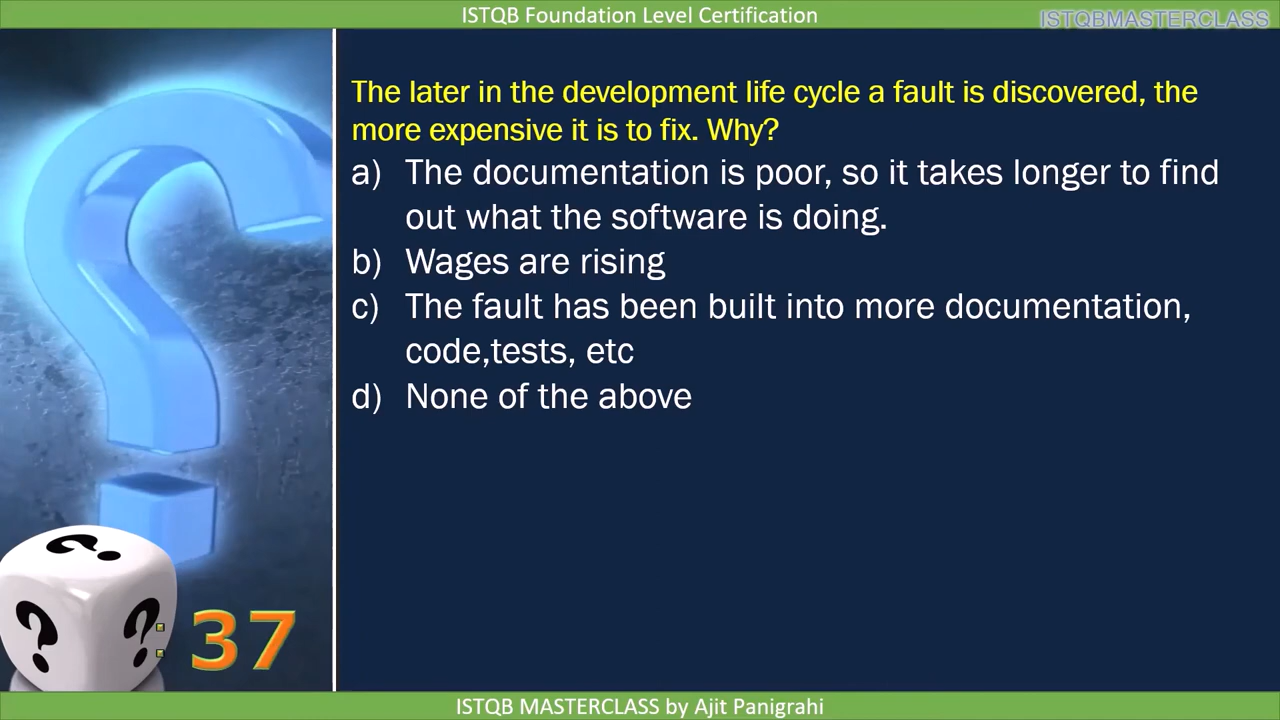 ISTQB Foundation Level Certification
ISTQBMASTERCLASS
The later in the development life cycle a fault is discovered, the
more expensive it is to fix. Why?
a) The documentation is poor, so it takes longer to find
out what the software is doing.
b) Wages are rising
c) The fault has been built into more documentation,
code,tests, etc
d) None of the above
? ? ?
: 37
ISTQB MASTERCLASS by Ajit Panigrahi